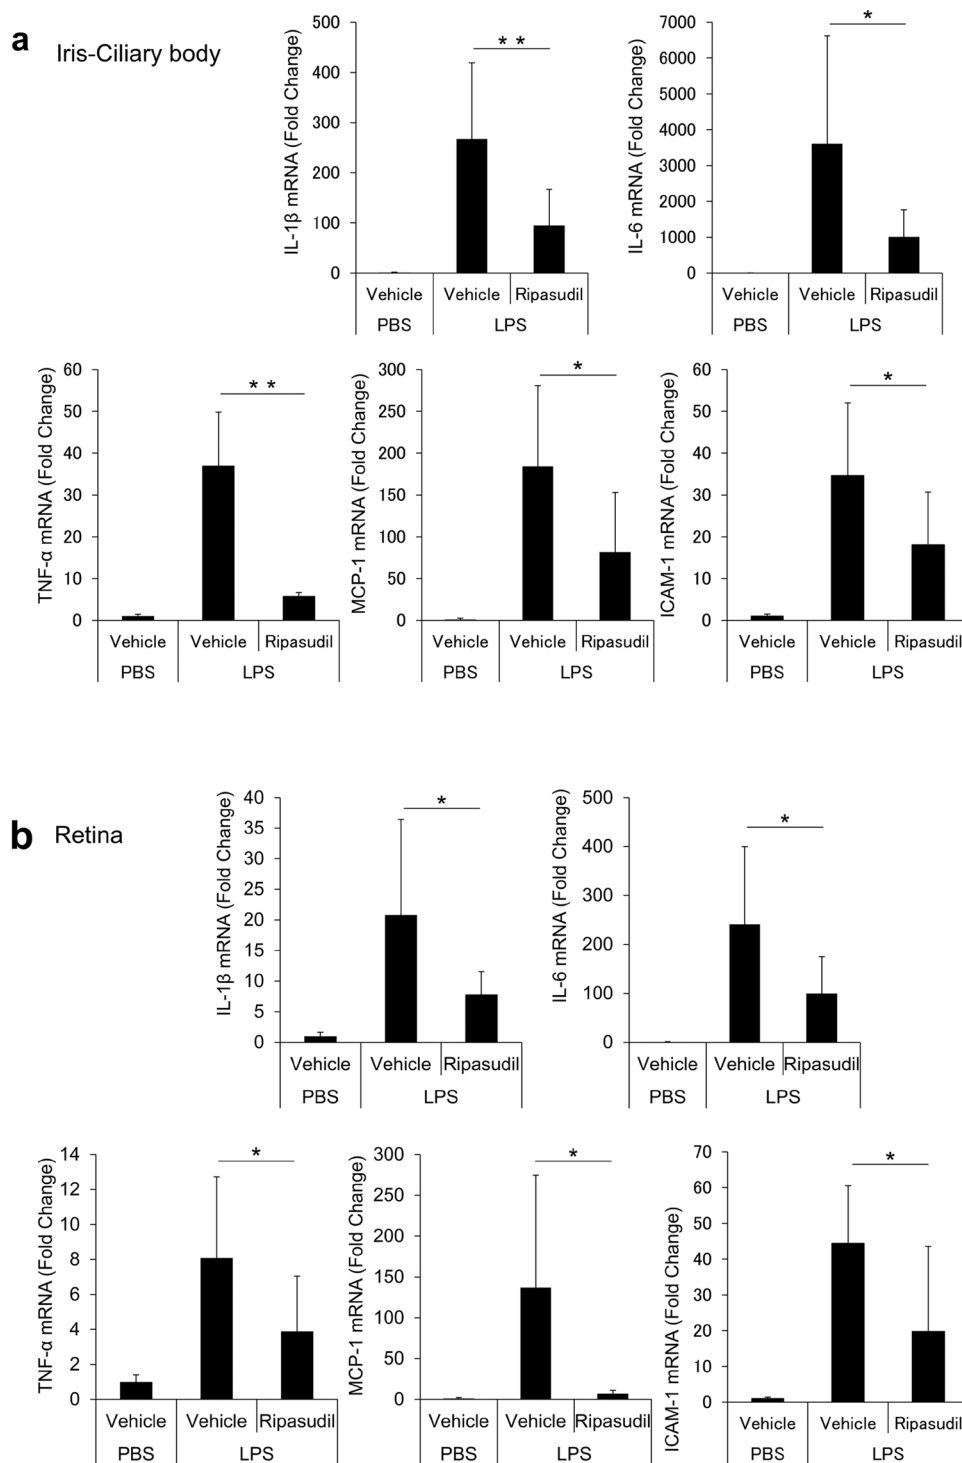 a
Iris-Ciliary body
IL-1β mRNA (Fold Change)
500
400
300
200
100
0
* *
Vehicle Vehicle Ripasudil
PBS LPS
IL-6 mRNA (Fold Change)
7000
6000
5000
4000
3000
2000
1000
0
*
Vehicle Vehicle Ripasudil
PBS LPS
TNF-α mRNA (Fold Change)
60
50
40
30
20
10
0
* *
Vehicle Vehicle Ripasudil
PBS LPS
MCP-1 mRNA (Fold Change)
300
250
200
150
100
50
0
*
Vehicle Vehicle Ripasudil
PBS LPS
ICAM-1 mRNA (Fold Change)
60
50
40
30
20
10
0
*
Vehicle Vehicle Ripasudil
PBS LPS
b
Retina
IL-1β mRNA (Fold Change)
40
35
30
25
20
15
10
5
0
*
Vehicle Vehicle Ripasudil
PBS LPS
IL-6 mRNA (Fold Change)
500
400
300
200
100
0
*
Vehicle Vehicle Ripasudil
PBS LPS
TNF-α mRNA (Fold Change)
14
12
10
8
6
4
2
0
*
Vehicle Vehicle Ripasudil
PBS LPS
MCP-1 mRNA (Fold Change)
300
250
200
150
100
50
0
*
Vehicle Vehicle Ripasudil
PBS LPS
ICAM-1 mRNA (Fold Change)
70
60
50
40
30
20
10
0
*
Vehicle Vehicle Ripasudil
PBS LPS